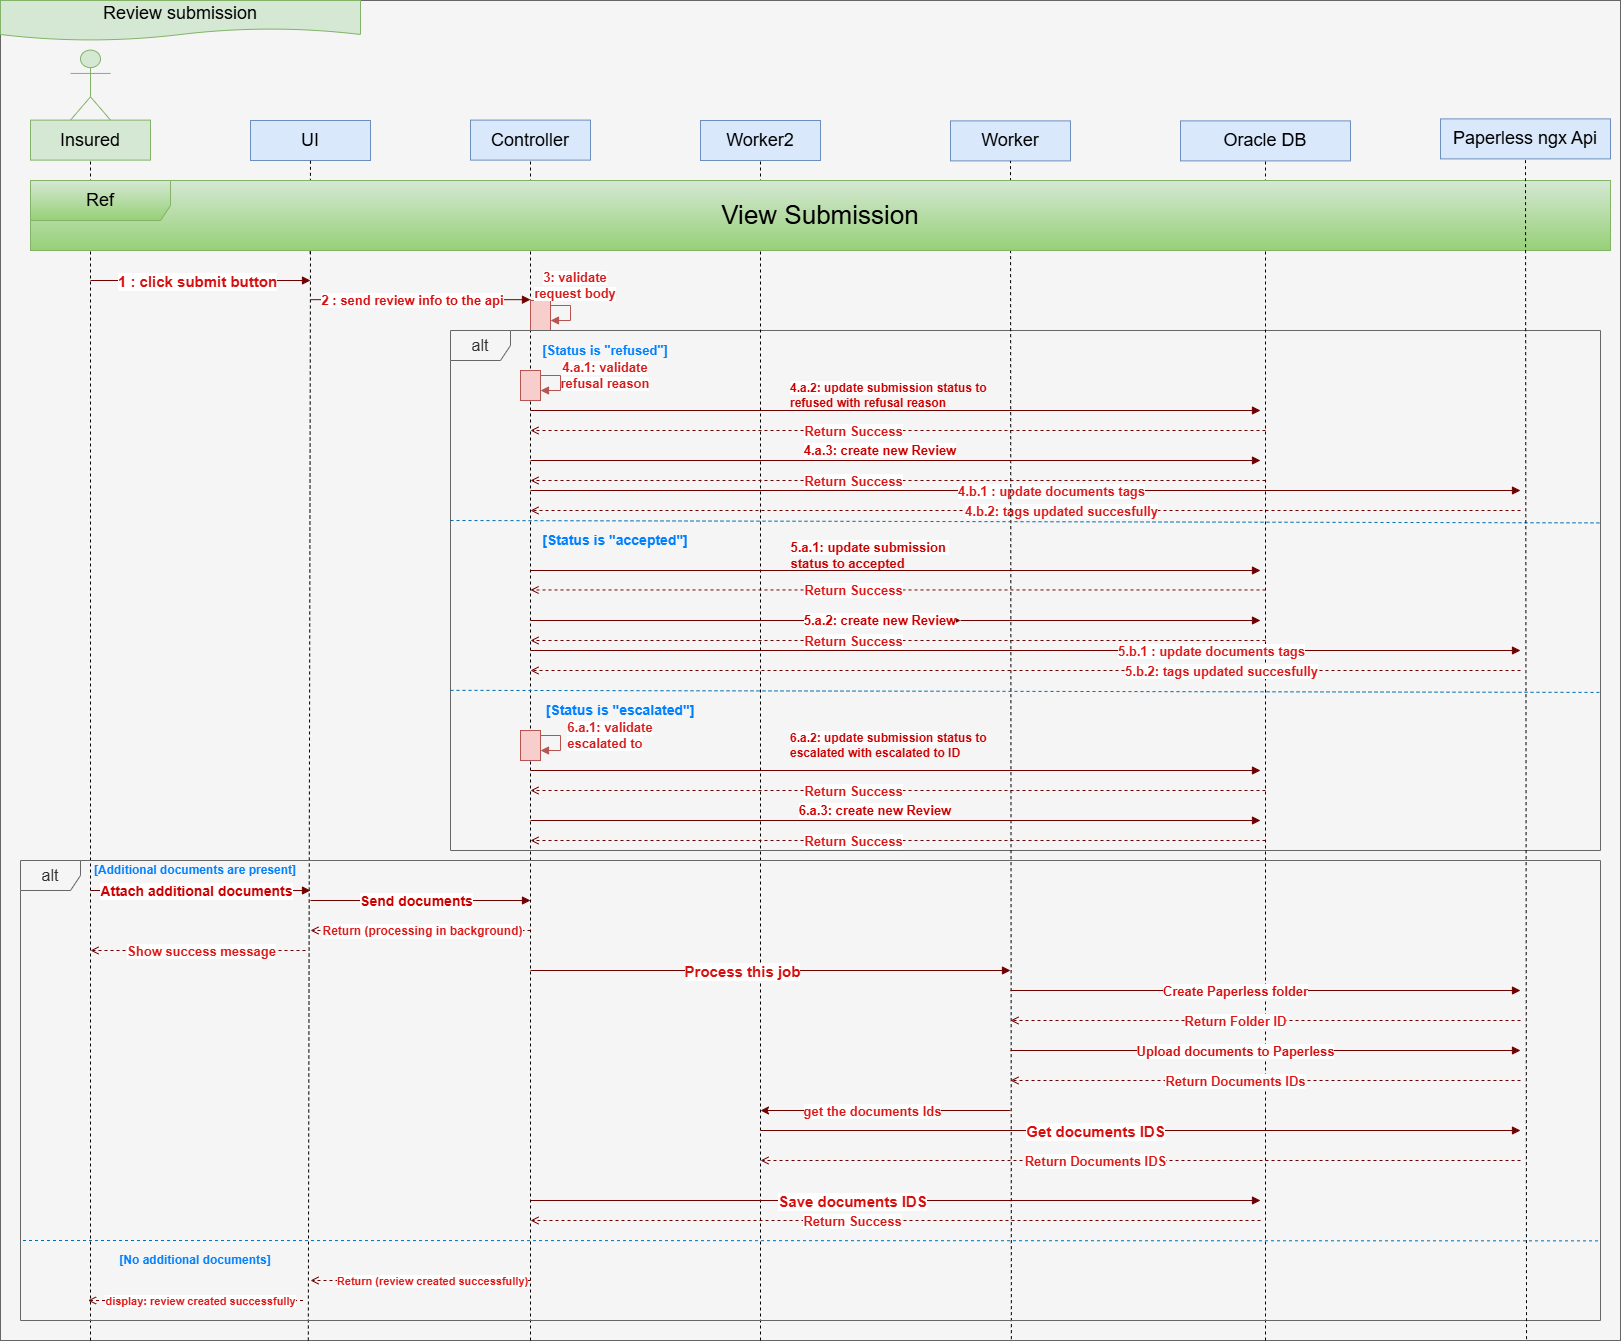 Review submission
Insured
UI
Controller
Worker2
Worker
Oracle DB
Paperless ngx Api
Ref
View Submission
1 : click submit button
2 : send review info to the api
3: validate
request body
alt
[Status is "refused"]
4.a.1: validate
refusal reason
4.a.2: update submission status to
refused with refusal reason
Return Success
4.a.3: create new Review
Return Success
4.b.1 : update documents tags
4.b.2: tags updated succesfully
[Status is "accepted"]
5.a.1: update submission
status to accepted
Return Success
5.a.2: create new Review
Return Success
5.b.1 : update documents tags
5.b.2: tags updated succesfully
[Status is "escalated"]
6.a.1: validate
escalated to
6.a.2: update submission status to
escalated with escalated to ID
Return Success
6.a.3: create new Review
Return Success
alt
[Additional documents are present]
Attach additional documents
Send documents
Return (processing in background)
Show success message
Process this job
Create Paperless folder
Return Folder ID
Upload documents to Paperless
Return Documents IDs
get the documents Ids
Get documents IDS
Return Documents IDS
Save documents IDS
Return Success
[No additional documents]
Return (review created successfully)
display: review created successfully